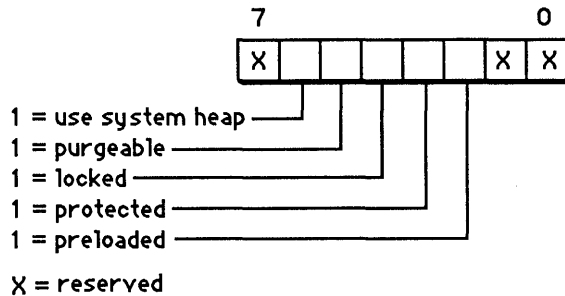 7 0
X X X
1 = use system heap
1 = purgeable
1 = locked
1 = protected
1 = preloaded
X = reserved